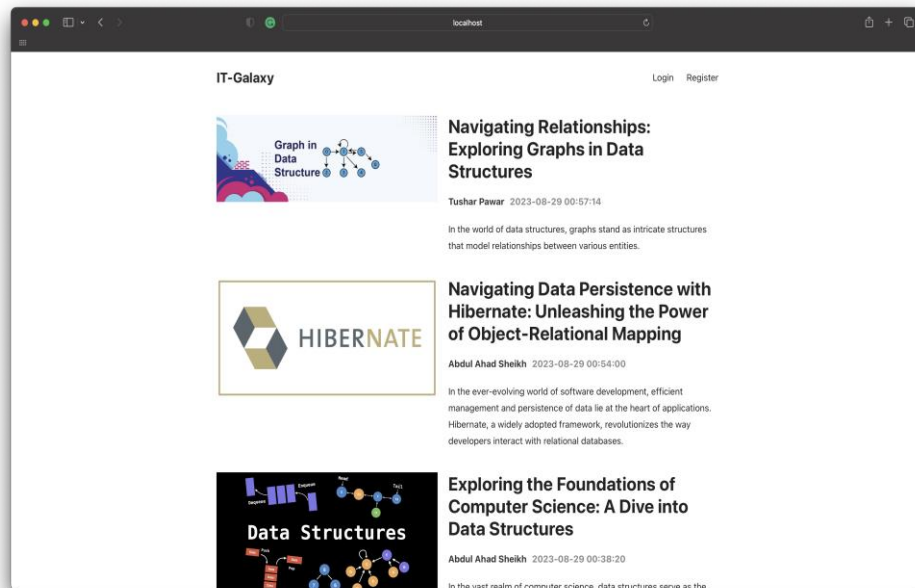 localhost
IT-Galaxy
Login Register
Graph in
Data
Structure
Navigating Relationships:
Exploring Graphs in Data
Structures
Tushar Pawar 2023-08-29 00:57:14
In the world of data structures, graphs stand as intricate structures
that model relationships between various entities.
HIBERNATE
Navigating Data Persistence with
Hibernate: Unleashing the Power
of Object-Relational Mapping
Abdul Ahad Sheikh 2023-08-29 00:54:00
In the ever-evolving world of software development, efficient
management and persistence of data lie at the heart of applications.
Hibernate, a widely adopted framework, revolutionizes the way
developers interact with relational databases.
Data Structures
Exploring the Foundations of
Computer Science: A Dive into
Data Structures
Abdul Ahad Sheikh 2023-08-29 00:38:20
In the vast realm of computer science, data structures serve as the